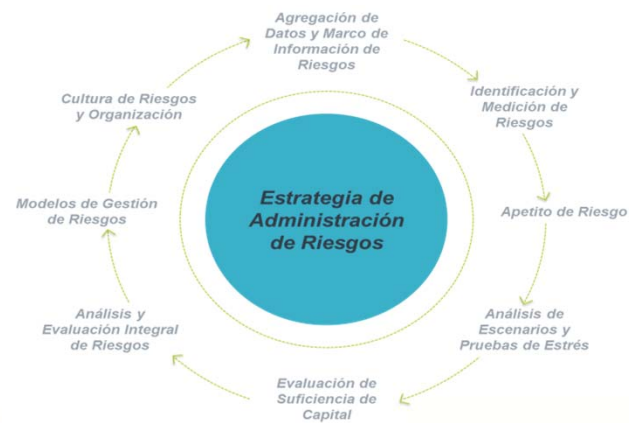 Agregación de
Datos y Marco de
Información de
Riesgos
Identificación y
Medición de
Riesgos
Apetito de Riesgo
Análisis de
Escenarios y
Pruebas de Estrés
Evaluación de
Suficiencia de
Capital
Análisis y
Evaluación Integral
de Riesgos
Modelos de Gestión
de Riesgos
Cultura de Riesgos
y Organización
Estrategia de
Administración
de Riesgos